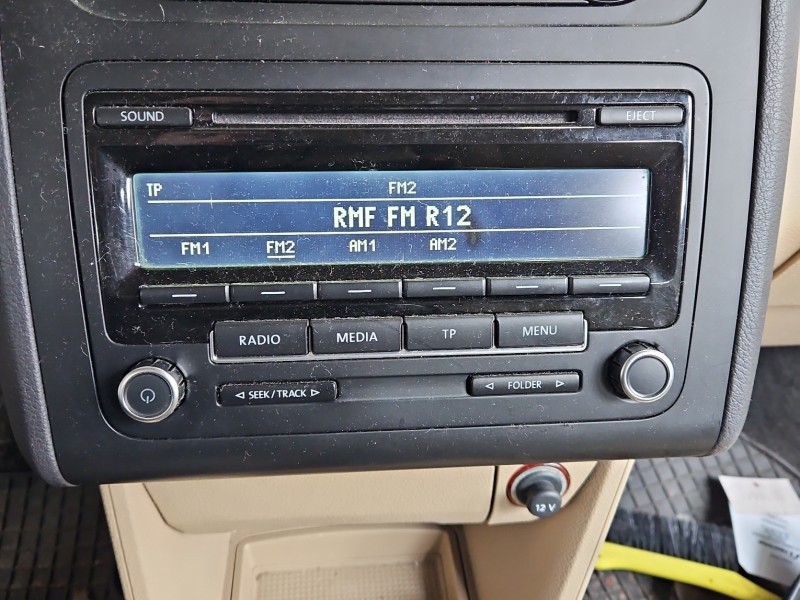 SOUND EJECT
TP FM2
RMF FM R12
FM1 FM2 AM1 AM2
RADIO MEDIA TP MENU
SEEK/TRACK FOLDER
12 V